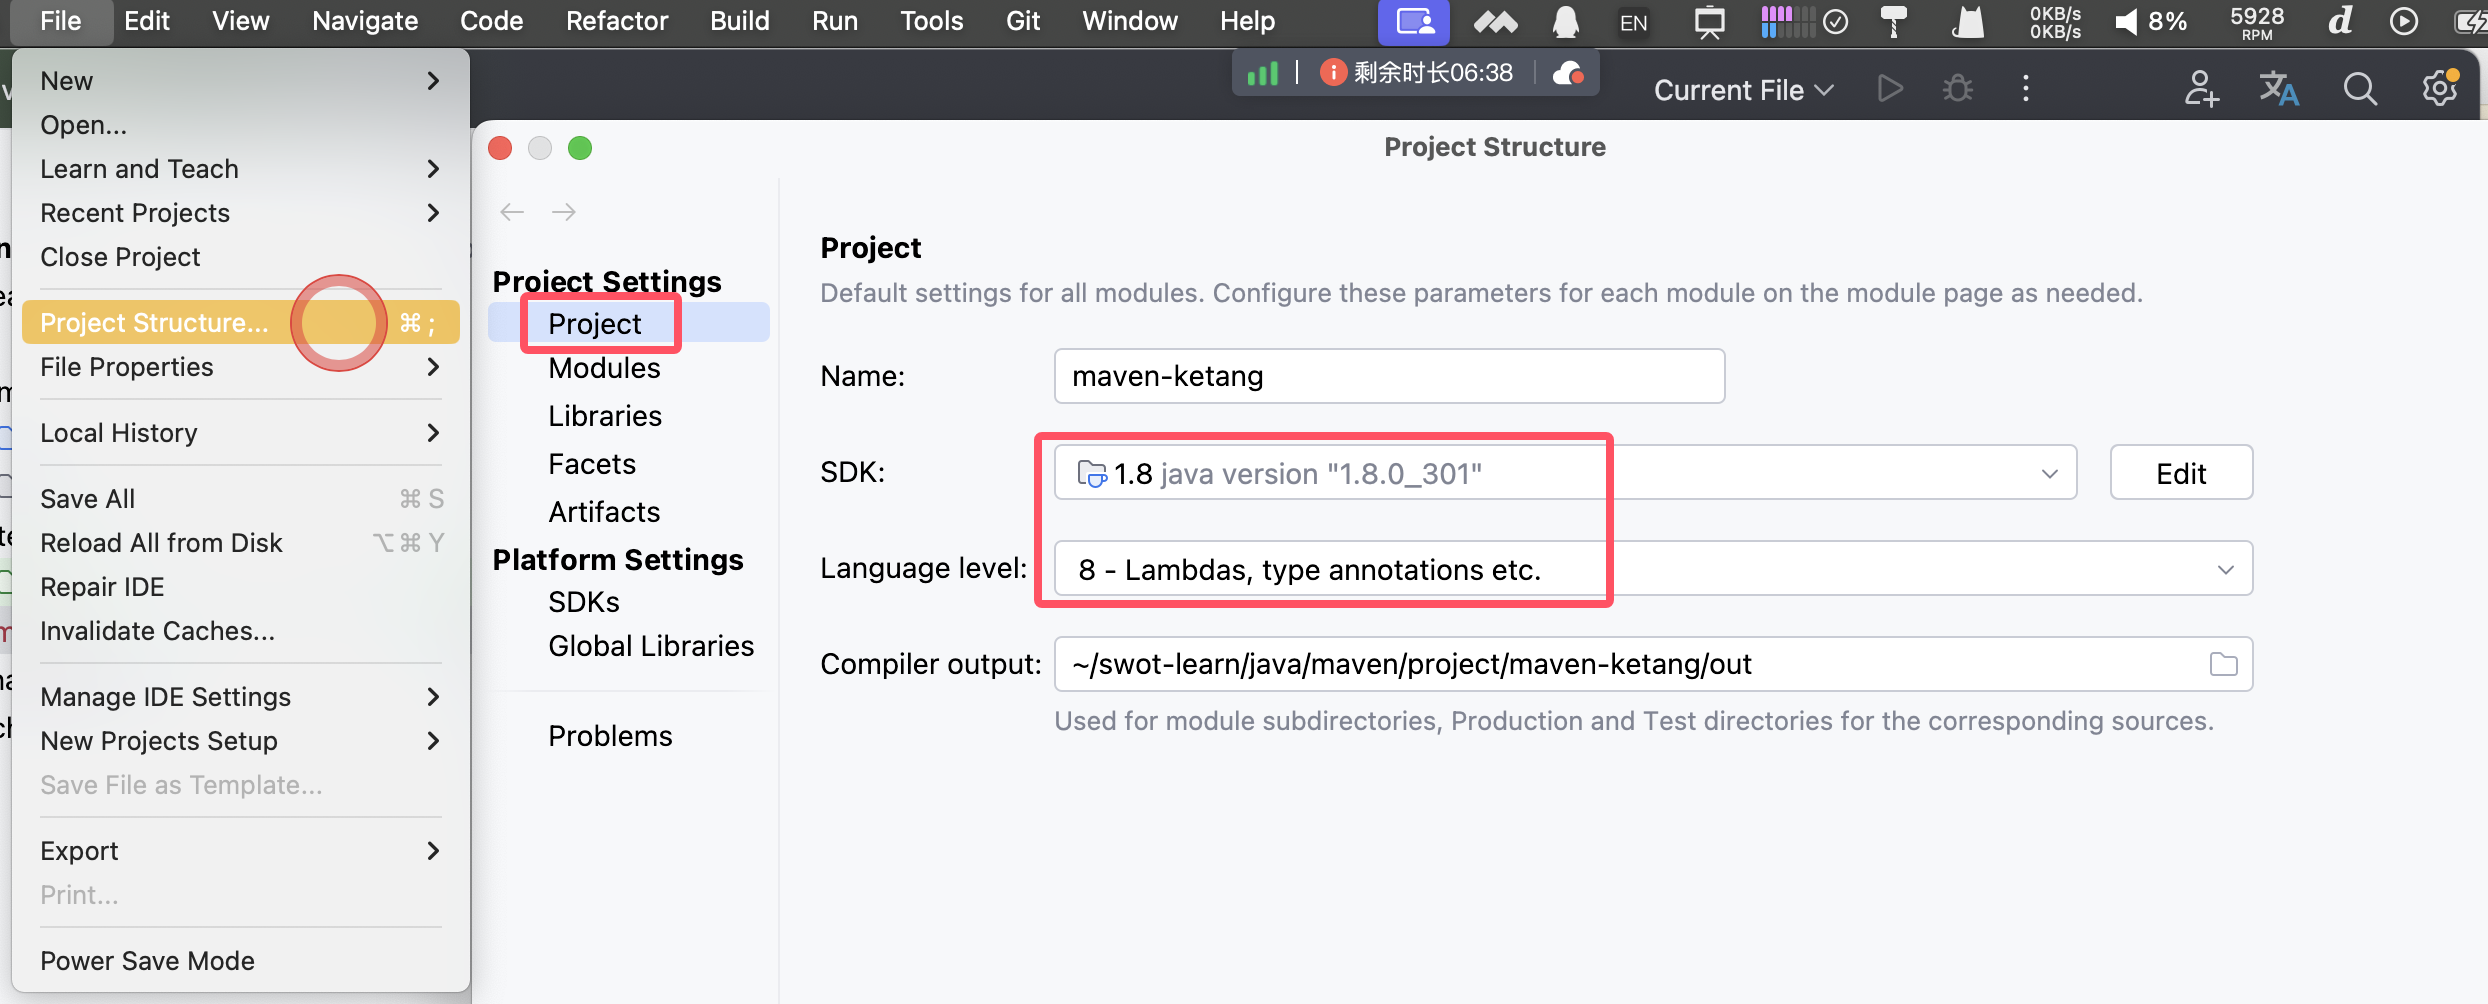 File Edit View Navigate Code Refactor Build Run Tools Git Window Help EN 0KB/s 0KB/s 8% 5928 RPM
剩余时长06:38
Current File
New
Open...
Learn and Teach
Recent Projects
Close Project
Project Structure... ⌘ ;
File Properties
Local History
Save All ⌘ S
Reload All from Disk ⌥⌘ Y
Repair IDE
Invalidate Caches...
Manage IDE Settings
New Projects Setup
Save File as Template...
Export
Print...
Power Save Mode
Project Structure
Project Settings
Project
Modules
Libraries
Facets
Artifacts
Platform Settings
SDKs
Global Libraries
Problems
Project
Default settings for all modules. Configure these parameters for each module on the module page as needed.
Name: maven-ketang
SDK: 1.8 java version "1.8.0_301" Edit
Language level: 8 - Lambdas, type annotations etc.
Compiler output: ~/swot-learn/java/maven/project/maven-ketang/out
Used for module subdirectories, Production and Test directories for the corresponding sources.